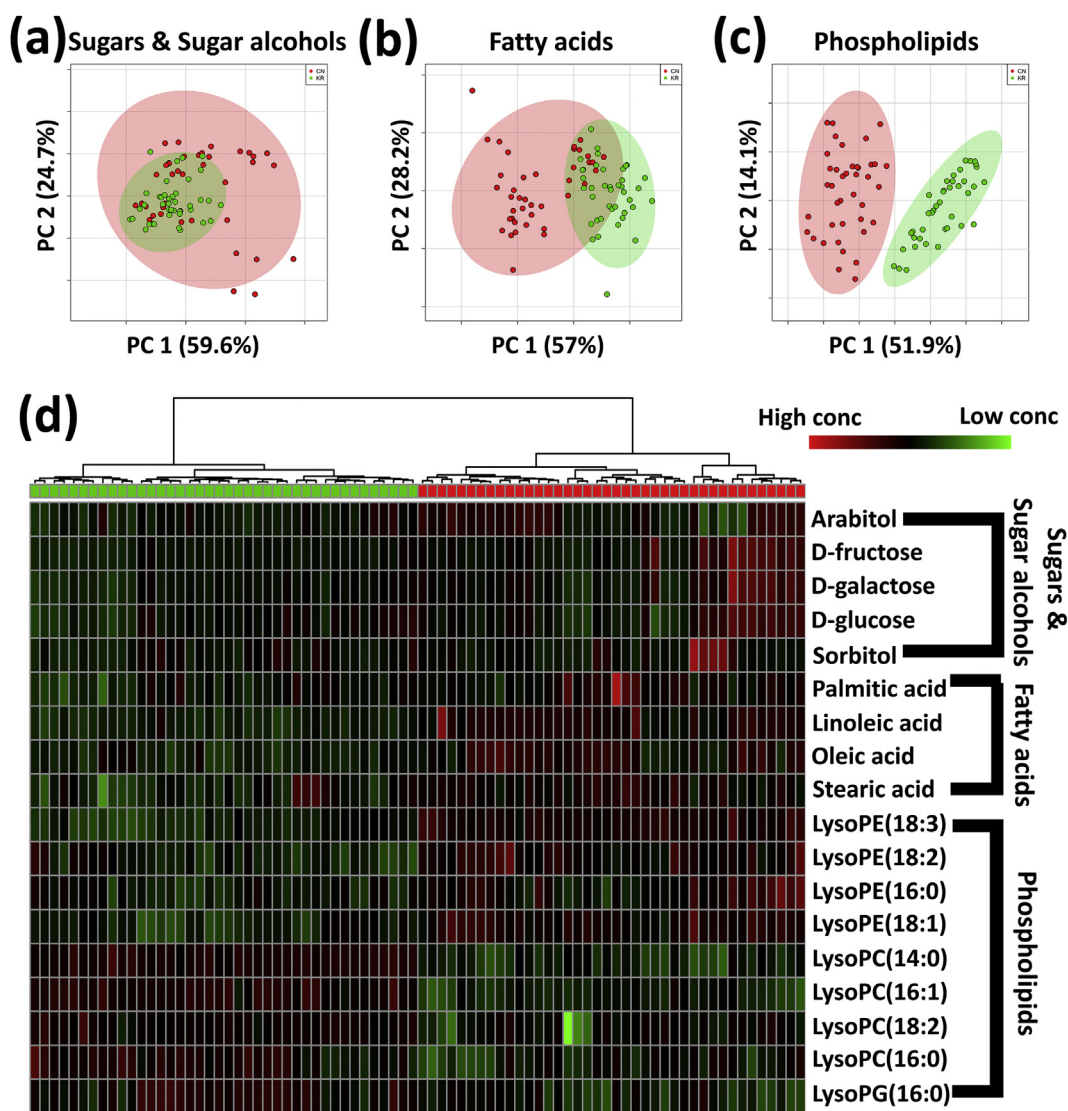 (a) Sugars & Sugar alcohols
CN
KR
PC 2 (24.7%)
PC 1 (59.6%)
(b) Fatty acids
CN
KR
PC 2 (28.2%)
PC 1 (57%)
(c) Phospholipids
CN
KR
PC 2 (14.1%)
PC 1 (51.9%)
(d)
High conc
Low conc
Arabitol
D-fructose
D-galactose
D-glucose
Sorbitol
Palmitic acid
Linoleic acid
Oleic acid
Stearic acid
LysoPE(18:3)
LysoPE(18:2)
LysoPE(16:0)
LysoPE(18:1)
LysoPC(14:0)
LysoPC(16:1)
LysoPC(18:2)
LysoPC(16:0)
LysoPG(16:0)
Sugars &
Sugar alcohols
Fatty acids
Phospholipids